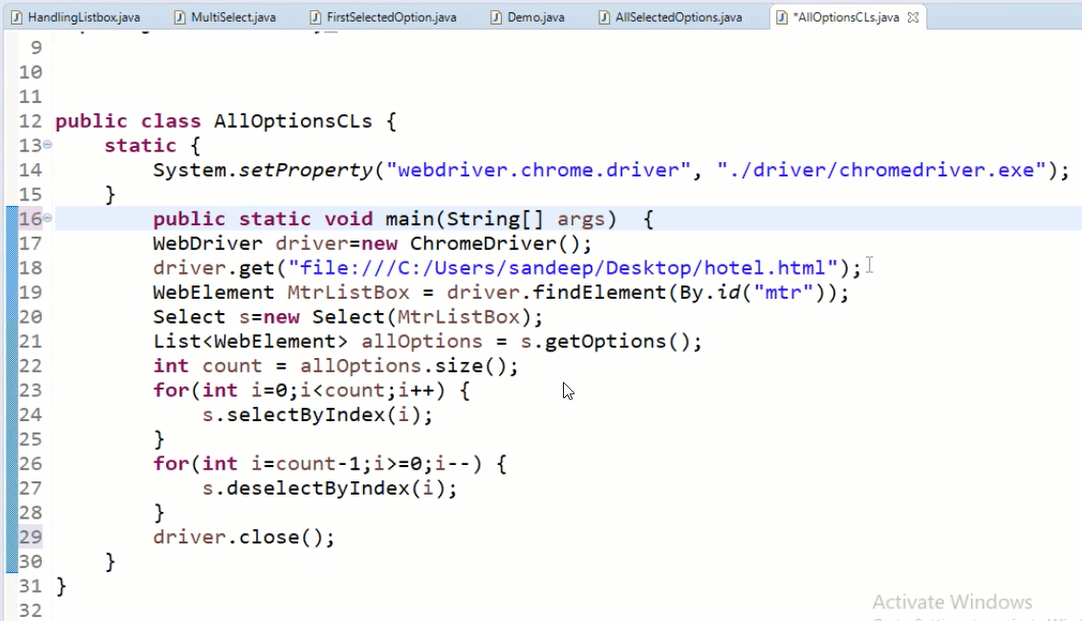 HandlingListbox.java MultiSelect.java FirstSelectedOption.java Demo.java AllSelectedOptions.java *AllOptionsCLs.java
9
10
11
12 public class AllOptionsCLs {
13 static {
14 System.setProperty("webdriver.chrome.driver", "./driver/chromedriver.exe");
15 }
16 public static void main(String[] args) {
17 WebDriver driver=new ChromeDriver();
18 driver.get("file:///C:/Users/sandeep/Desktop/hotel.html");
19 WebElement MtrListBox = driver.findElement(By.id("mtr"));
20 Select s=new Select(MtrListBox);
21 List<WebElement> allOptions = s.getOptions();
22 int count = allOptions.size();
23 for(int i=0;i<count;i++) {
24 s.selectByIndex(i);
25 }
26 for(int i=count-1;i>=0;i--) {
27 s.deselectByIndex(i);
28 }
29 driver.close();
30 }
31 }
32
Activate Windows